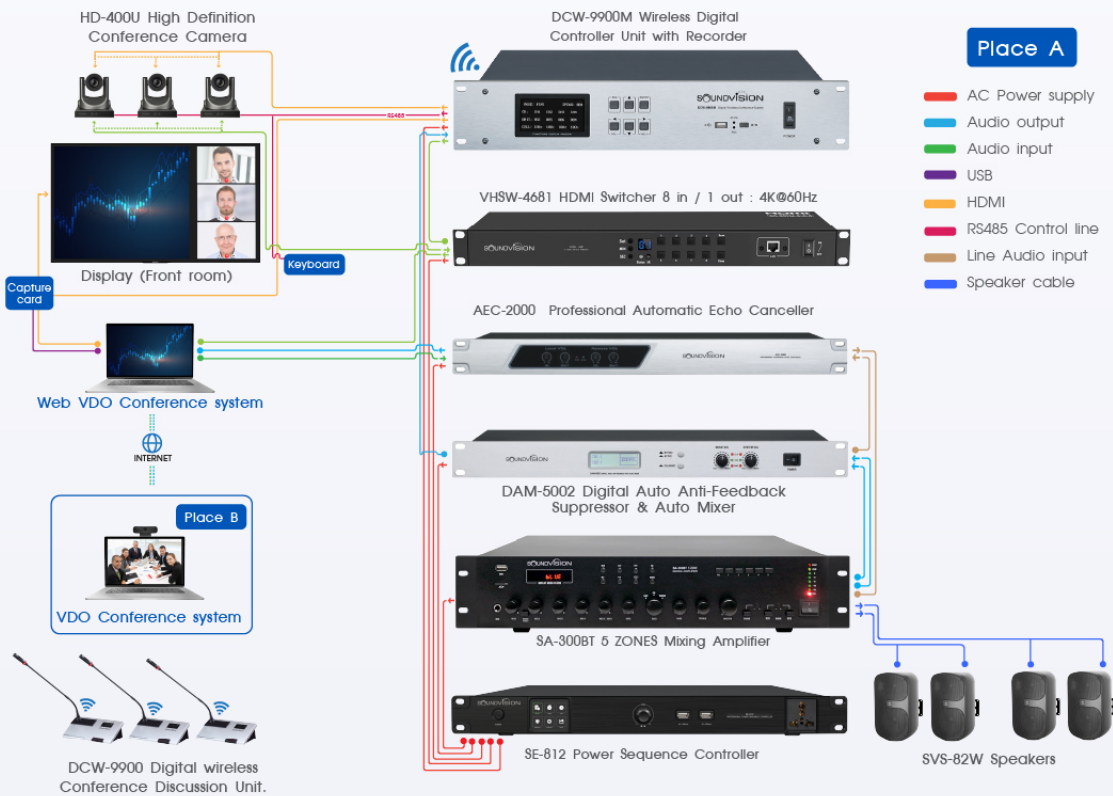 HD-400U High Definition
Conference Camera
DCW-9900M Wireless Digital
Controller Unit with Recorder
Place A
AC Power supply
Audio output
Audio input
USB
HDMI
RS485 Control line
Line Audio input
Speaker cable
RS485
SOUNDVISION
POWER
VHSW-4681 HDMI Switcher 8 in / 1 out : 4K@60Hz
SOUNDVISION
Display (Front room)
Keyboard
Capture
card
AEC-2000 Professional Automatic Echo Canceller
SOUNDVISION
Web VDO Conference system
INTERNET
SOUNDVISION
DAM-5002 Digital Auto Anti-Feedback
Suppressor & Auto Mixer
Place B
VDO Conference system
SOUNDVISION
SA-300BT 5 ZONES Mixing Amplifier
SOUNDVISION
SE-812 Power Sequence Controller
SVS-82W Speakers
DCW-9900 Digital wireless
Conference Discussion Unit.